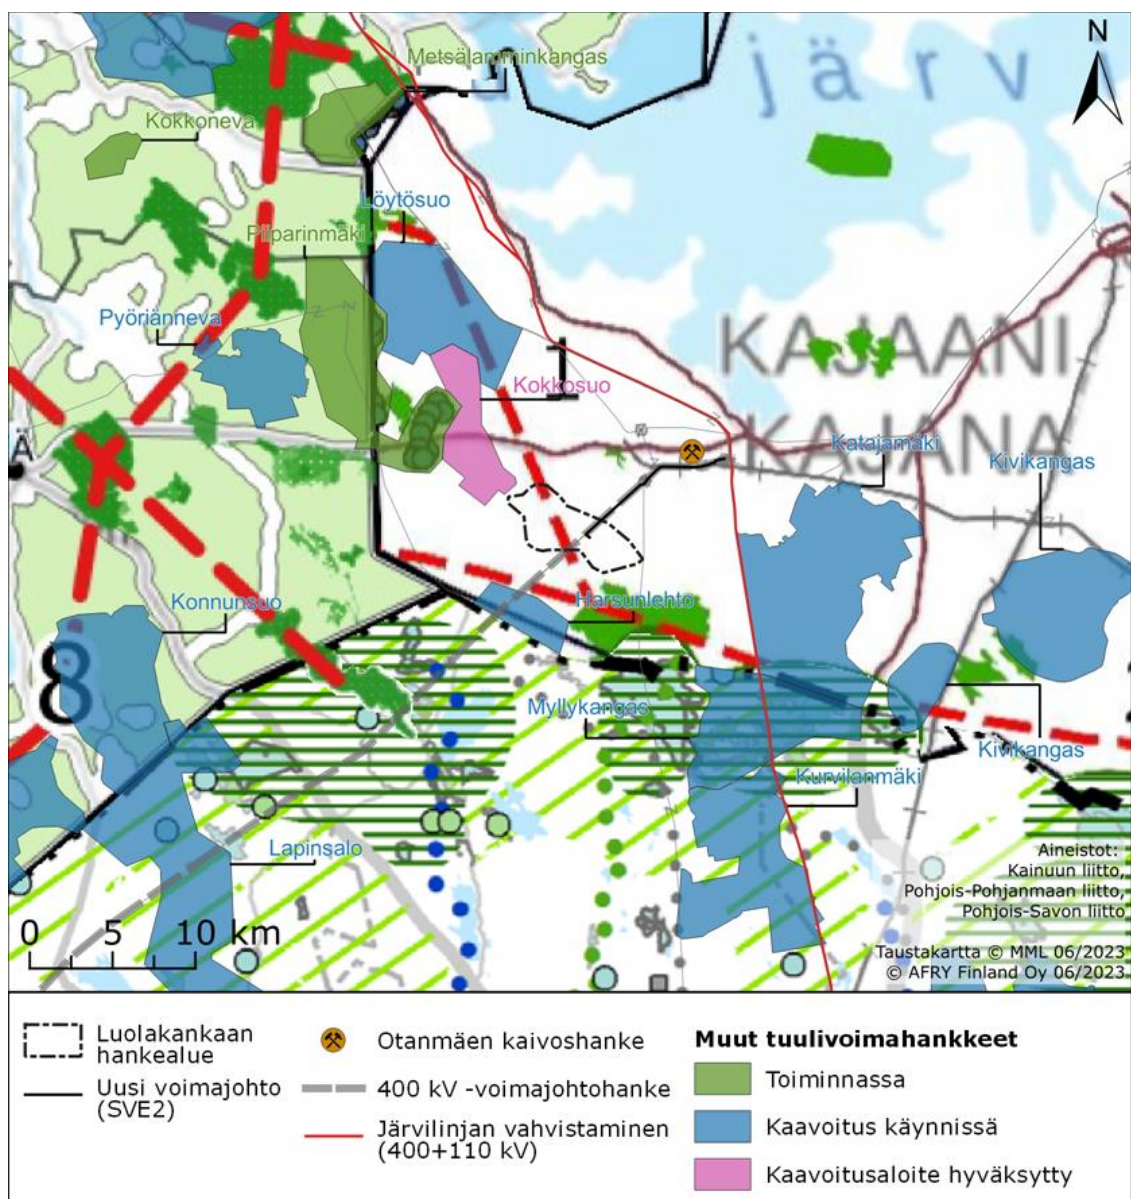 N
Metsälamminkangas
järv
Kokkoneva
Löytösuo
Piiparinmäki
Pyöriänneva
KAJAANI
Kokkosuo
KAJANA
Ä
Katajamäki
Kivikangas
Konnunsuo
Harsunlehto
8
Myllykangas
Kivikangas
Kurvilanmäki
Lapinsalo
Aineistot:
Kainuun liitto,
Pohjois-Pohjanmaan liitto,
Pohjois-Savon liitto
0 5 10 km
Taustakartta © MML 06/2023
© AFRY Finland Oy 06/2023
Luolakankaan
hankealue
Uusi voimajohto
(SVE2)
Otanmäen kaivoshanke
400 kV -voimajohtohanke
Järvilinjan vahvistaminen
(400+110 kV)
Muut tuulivoimahankkeet
Toiminnassa
Kaavoitus käynnissä
Kaavoitusaloite hyväksytty